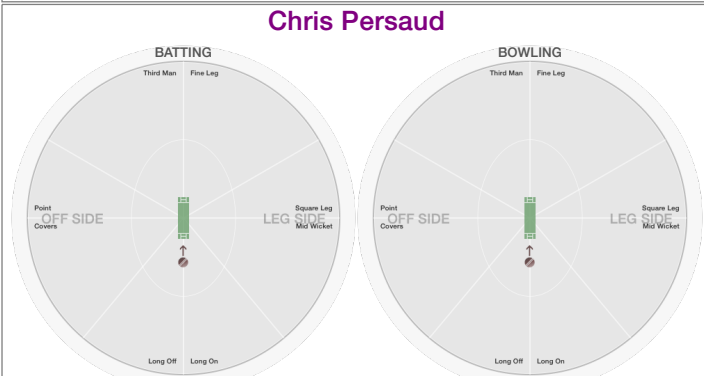 Chris Persaud
BATTING
Third Man Fine Leg
Point
OFF SIDE
Covers
Square Leg
LEG SIDE
Mid Wicket
Long Off Long On
BOWLING
Third Man Fine Leg
Point
OFF SIDE
Covers
Square Leg
LEG SIDE
Mid Wicket
Long Off Long On